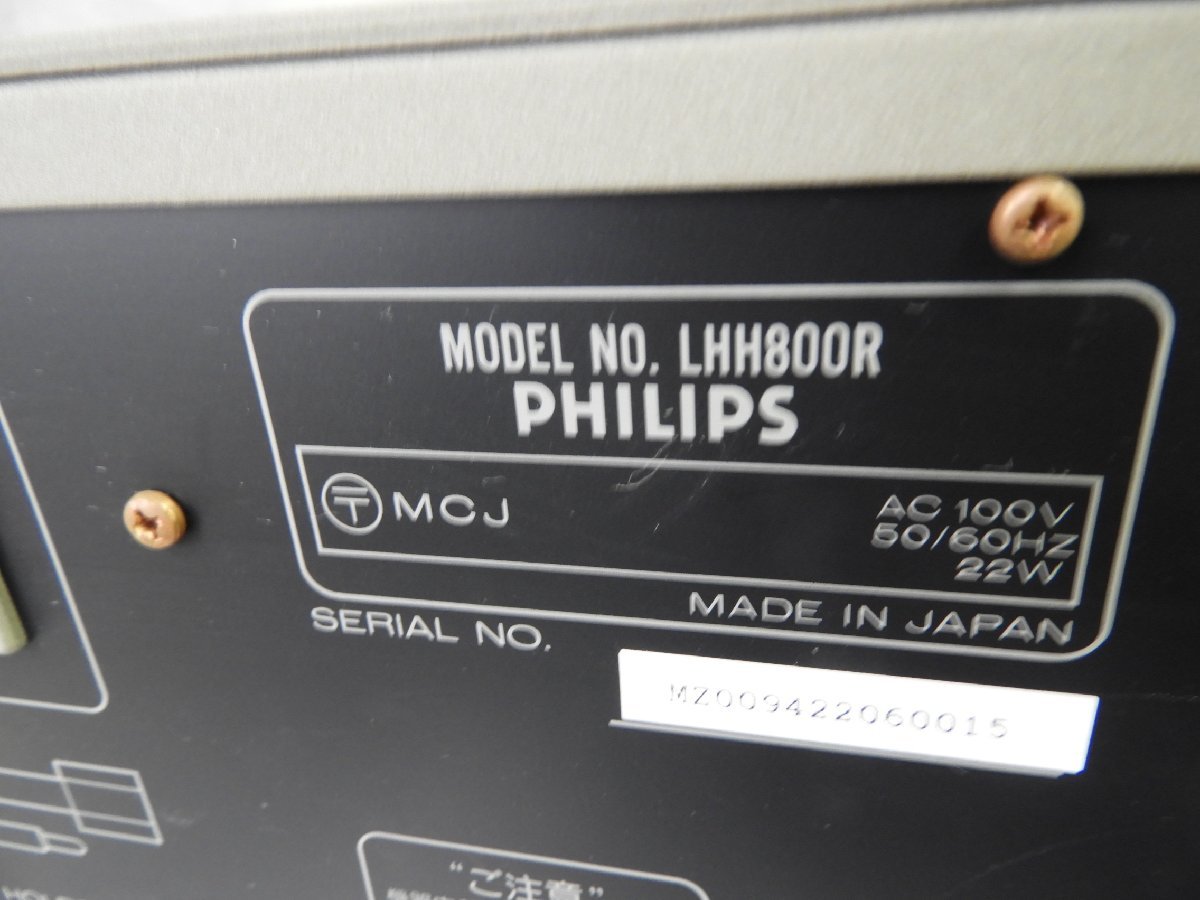 MODEL NO. LHH800R
PHILIPS
〒 MCJ
AC 100V
50/60HZ
22W
MADE IN JAPAN
SERIAL NO.
MZ009422060015
"ご注意"